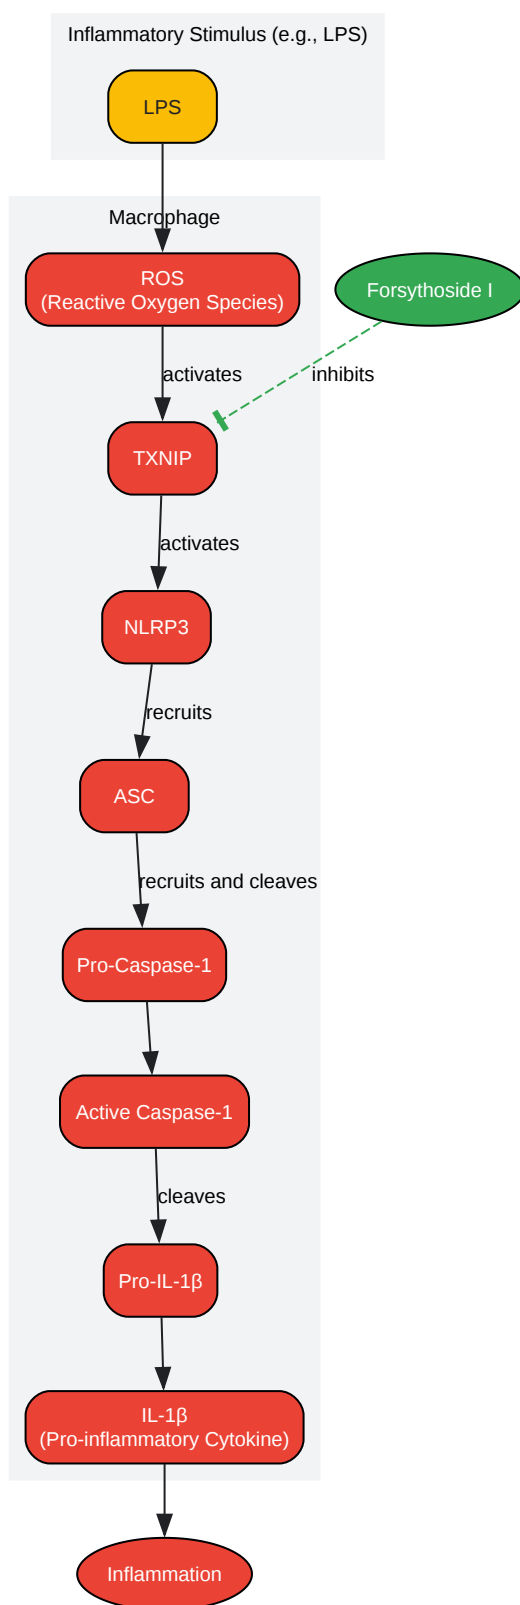 Inflammatory Stimulus (e.g., LPS)
LPS
Macrophage
ROS
(Reactive Oxygen Species)
Forsythoside I
activates
inhibits
TXNIP
activates
NLRP3
recruits
ASC
recruits and cleaves
Pro-Caspase-1
Active Caspase-1
cleaves
Pro-IL-1β
IL-1β
(Pro-inflammatory Cytokine)
Inflammation